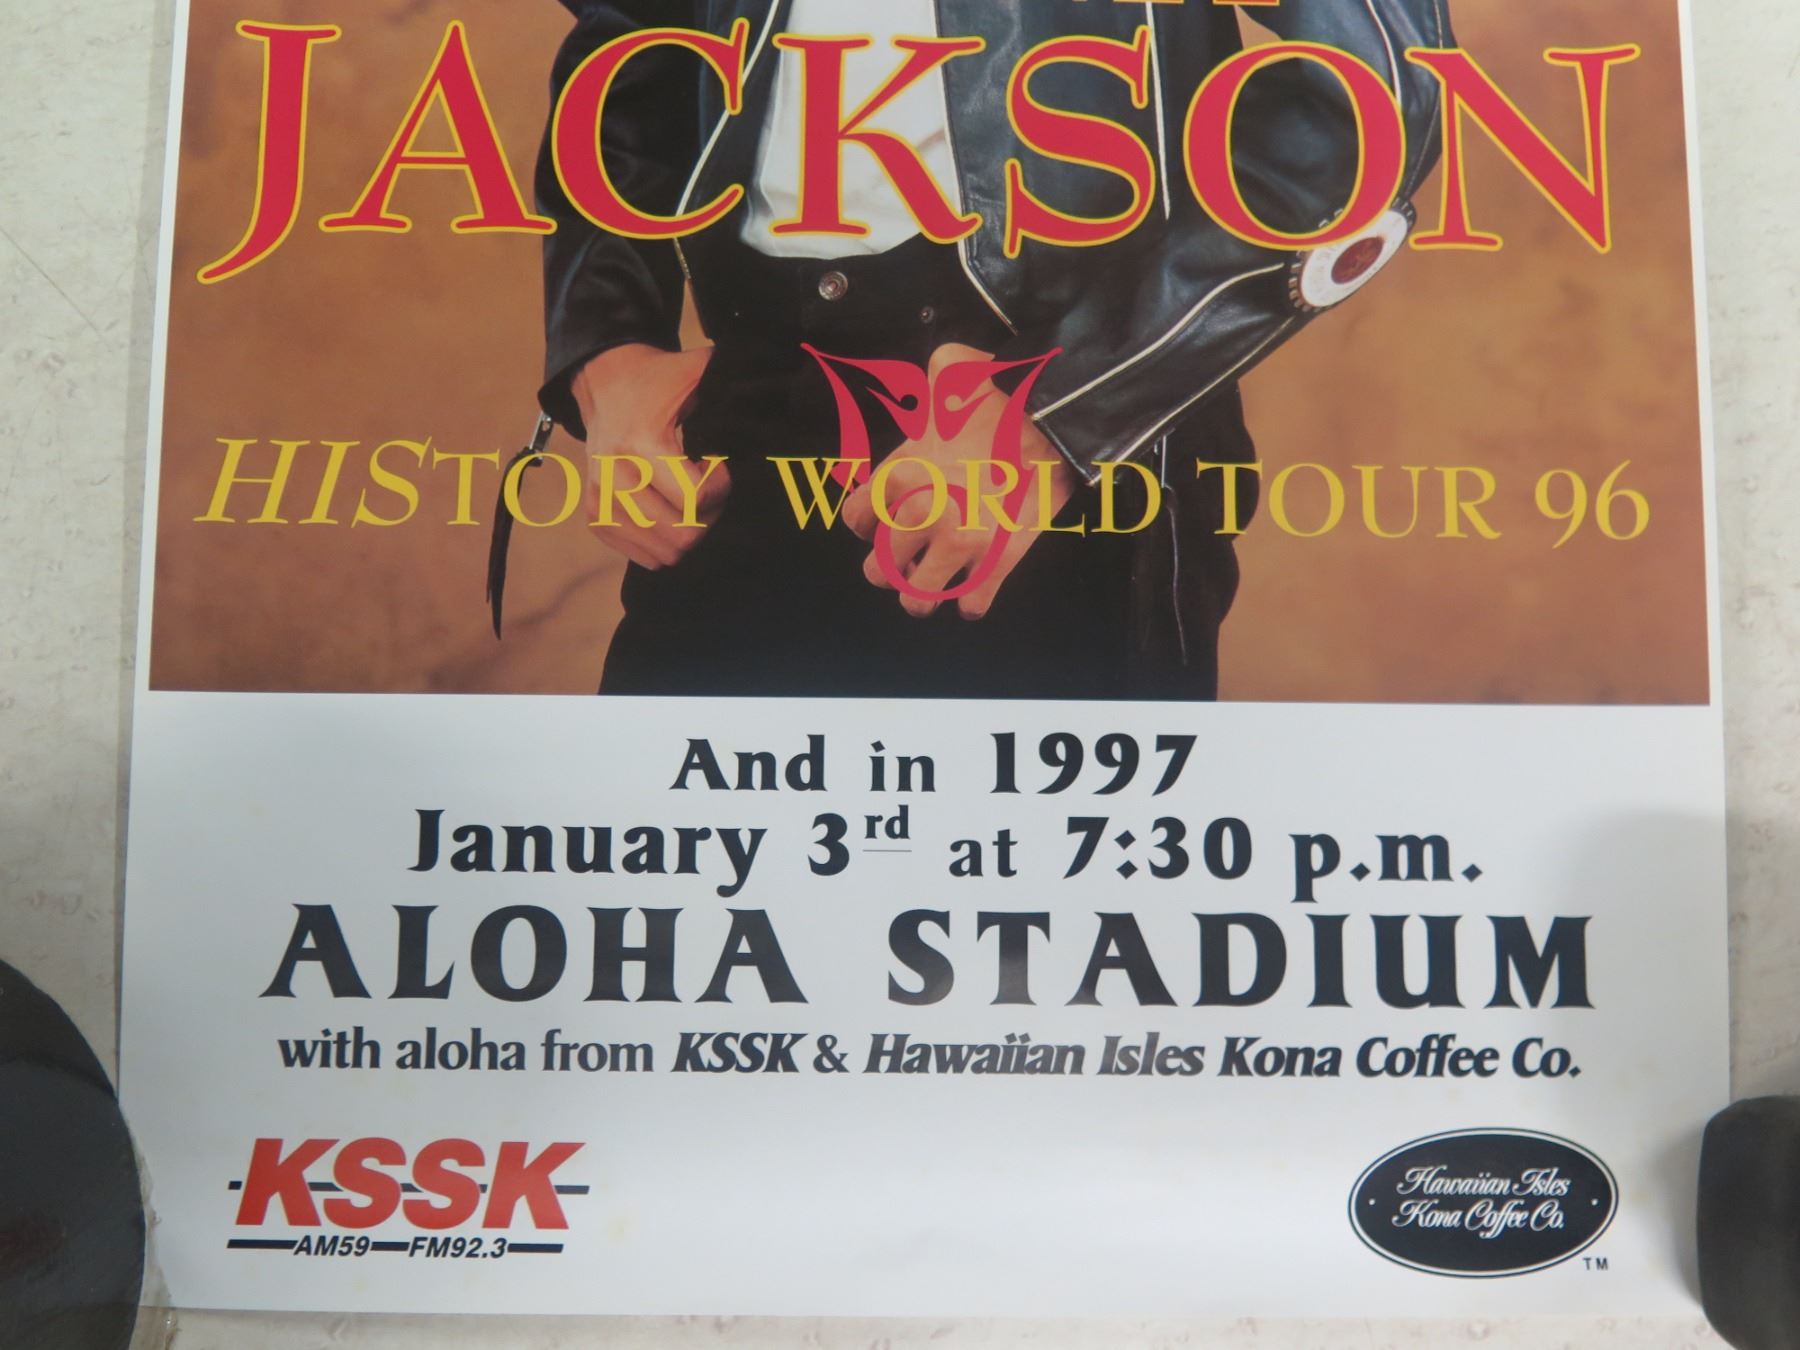 JACKSON
HISTORY WORLD TOUR 96
And in 1997
January 3rd at 7:30 p.m.
ALOHA STADIUM
with aloha from KSSK & Hawaiian Isles Kona Coffee Co.
KSSK
AM59 FM92.3
Hawaiian Isles
Kona Coffee Co.
TM